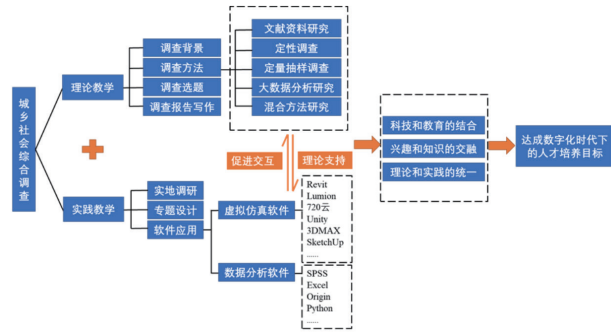 城乡社会综合调查
理论教学
调查背景
调查方法
调查选题
调查报告写作
文献资料研究
定性调查
定量抽样调查
大数据分析研究
混合方法研究
促进交互
理论支持
实践教学
实地调研
专题设计
软件应用
虚拟仿真软件
Revit
Lumion
720云
Unity
3DMAX
SketchUp
......
数据分析软件
SPSS
Excel
Origin
Python
......
科技和教育的结合
兴趣和知识的交融
理论和实践的统一
达成数字化时代下
的人才培养目标